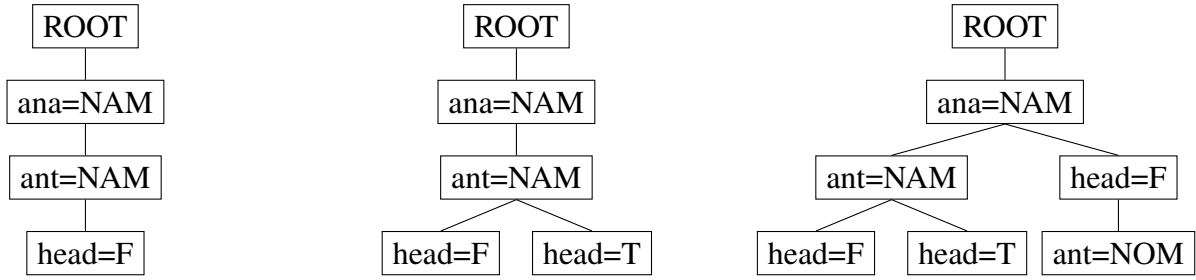 ROOT
ana=NAM
ant=NAM
head=F
ROOT
ana=NAM
ant=NAM
head=F head=T
ROOT
ana=NAM
ant=NAM head=F
head=F head=T ant=NOM